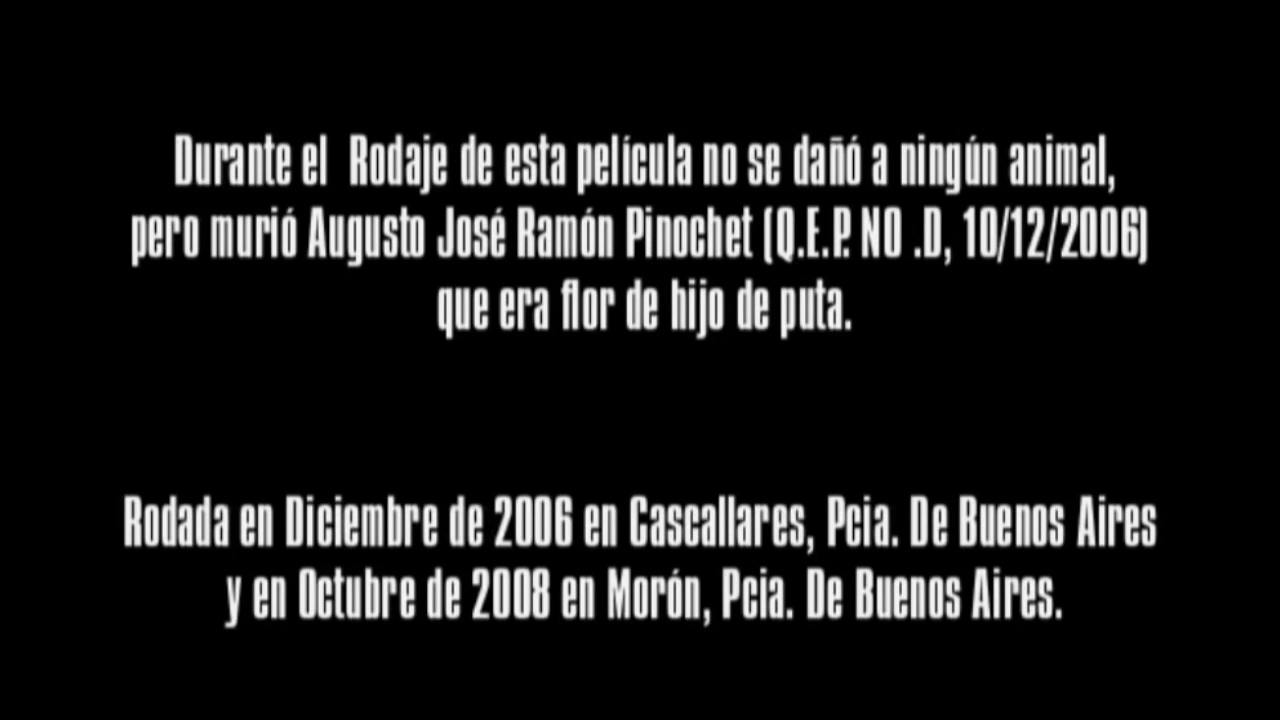 Durante el Rodaje de esta película no se dañó a ningún animal,
pero murió Augusto José Ramón Pinochet (Q.E.P. NO .D, 10/12/2006)
que era flor de hijo de puta.
Rodada en Diciembre de 2006 en Cascallares, Pcia. De Buenos Aires
y en Octubre de 2008 en Morón, Pcia. De Buenos Aires.